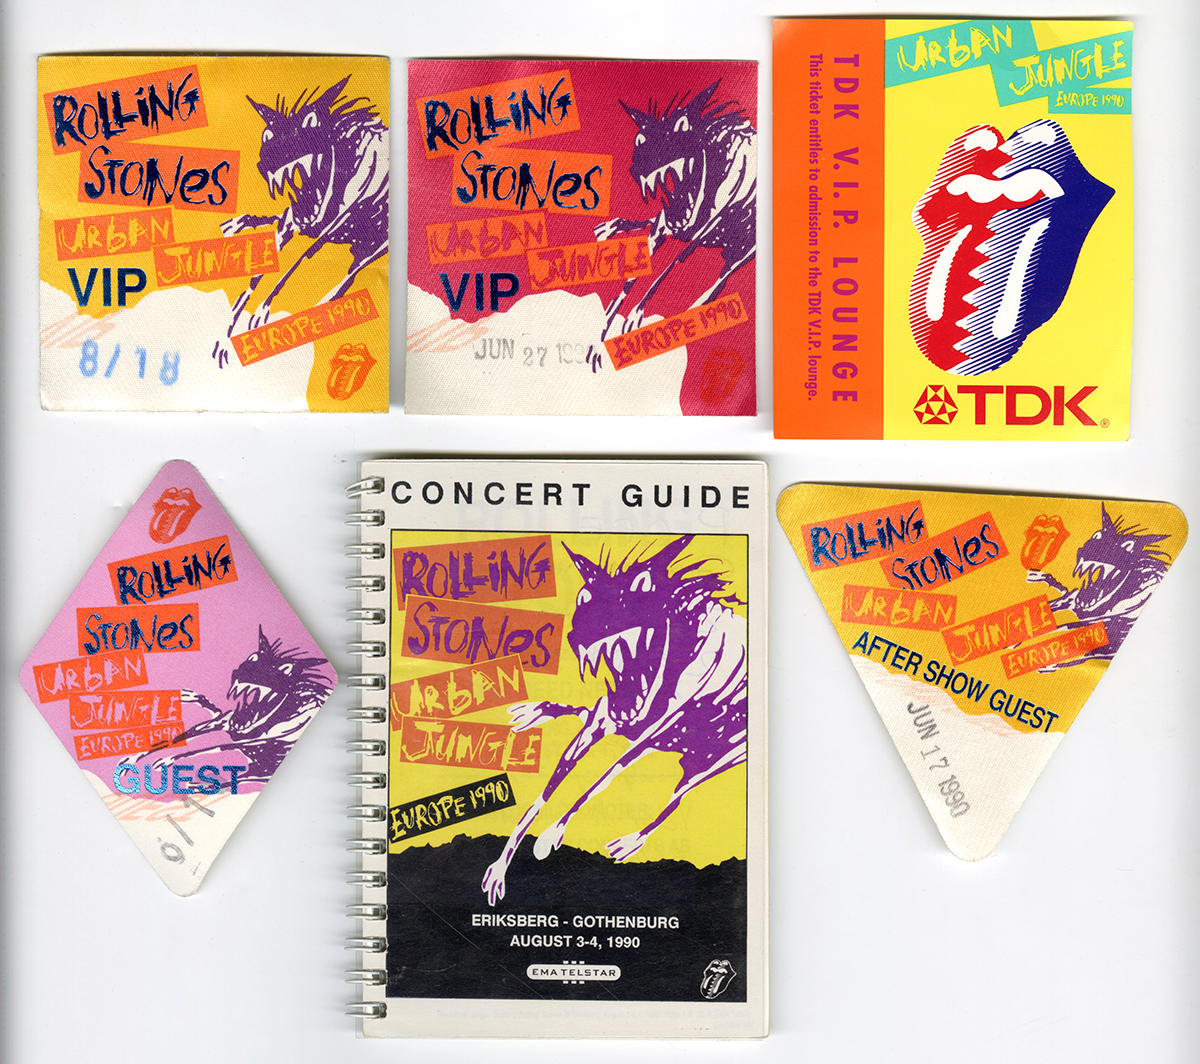 ROLLING
STONES
URBAN
JUNGLE
VIP
EUROPE 1990
8/18
ROLLING
STONES
URBAN
JUNGLE
VIP
EUROPE 1990
JUN 27 199
TDK V.I.P. LOUNGE
This ticket entitles to admission to the TDK V.I.P. lounge.
URBAN
JUNGLE
EUROPE 1990
TDK®
ROLLING
STONES
URBAN
JUNGLE
EUROPE 1990
GUEST
CONCERT GUIDE
ROLLING
STONES
URBAN
JUNGLE
EUROPE 1990
ERIKSBERG - GOTHENBURG
AUGUST 3-4, 1990
EMA TELSTAR
ROLLING
STONES
URBAN
JUNGLE
EUROPE 1990
AFTER SHOW GUEST
JUN 17 1990